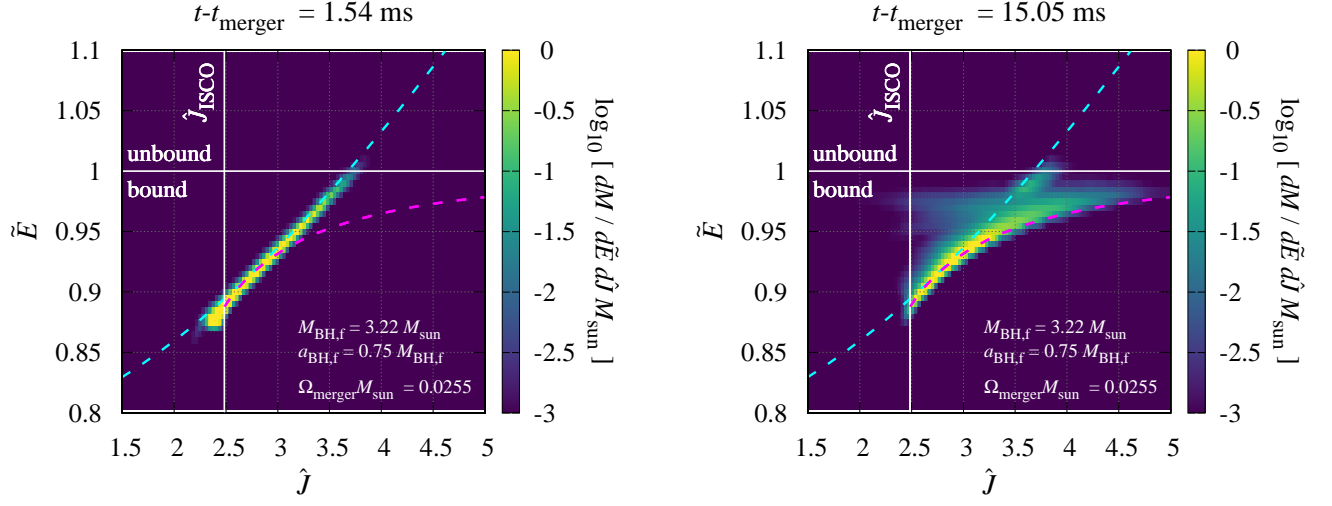 t-t_merger = 1.54 ms
1.1
1.05
1
0.95
0.9
0.85
0.8
Ẽ
Ĵ_ISCO
unbound
bound
M_BH,f = 3.22 M_sun
a_BH,f = 0.75 M_BH,f
Ω_merger M_sun = 0.0255
1.5 2 2.5 3 3.5 4 4.5 5
Ĵ
0
-0.5
-1
-1.5
-2
-2.5
-3
log₁₀ [ dM / dẼ dĴ M_sun ]
t-t_merger = 15.05 ms
1.1
1.05
1
0.95
0.9
0.85
0.8
Ẽ
Ĵ_ISCO
unbound
bound
M_BH,f = 3.22 M_sun
a_BH,f = 0.75 M_BH,f
Ω_merger M_sun = 0.0255
1.5 2 2.5 3 3.5 4 4.5 5
Ĵ
0
-0.5
-1
-1.5
-2
-2.5
-3
log₁₀ [ dM / dẼ dĴ M_sun ]